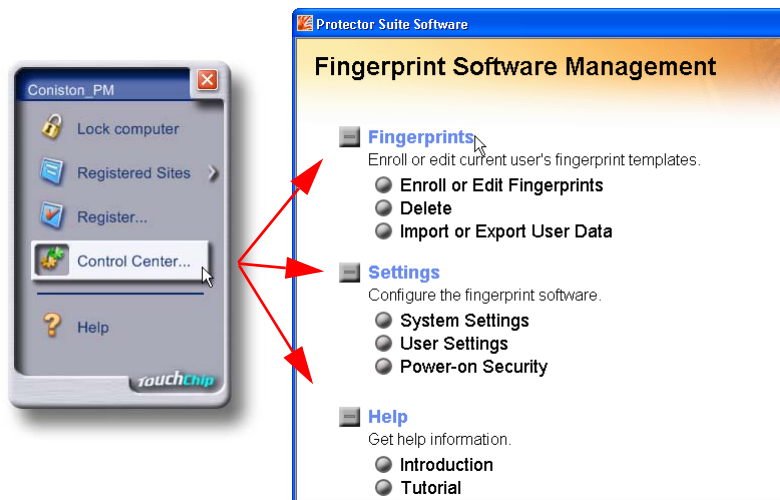 Coniston_PM
Lock computer
Registered Sites
Register...
Control Center...
Help
TouchChip
Protector Suite Software
Fingerprint Software Management
Fingerprints
Enroll or edit current user's fingerprint templates.
Enroll or Edit Fingerprints
Delete
Import or Export User Data
Settings
Configure the fingerprint software.
System Settings
User Settings
Power-on Security
Help
Get help information.
Introduction
Tutorial